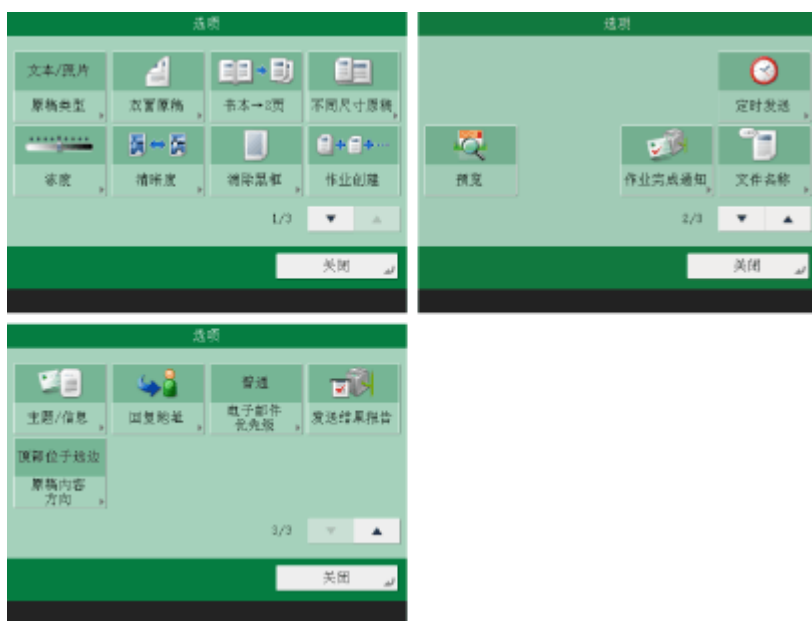 选项
文本/照片
原稿类型
双面原稿
书本→2页
不同尺寸原稿
浓度
清晰度
消除黑框
作业创建
1/3
关闭
选项
定时发送
预览
作业完成通知
文件名称
2/3
关闭
选项
主题/信息
回复地址
普通
电子邮件
优先级
发送结果报告
顶部位于远边
原稿内容
方向
3/3
关闭